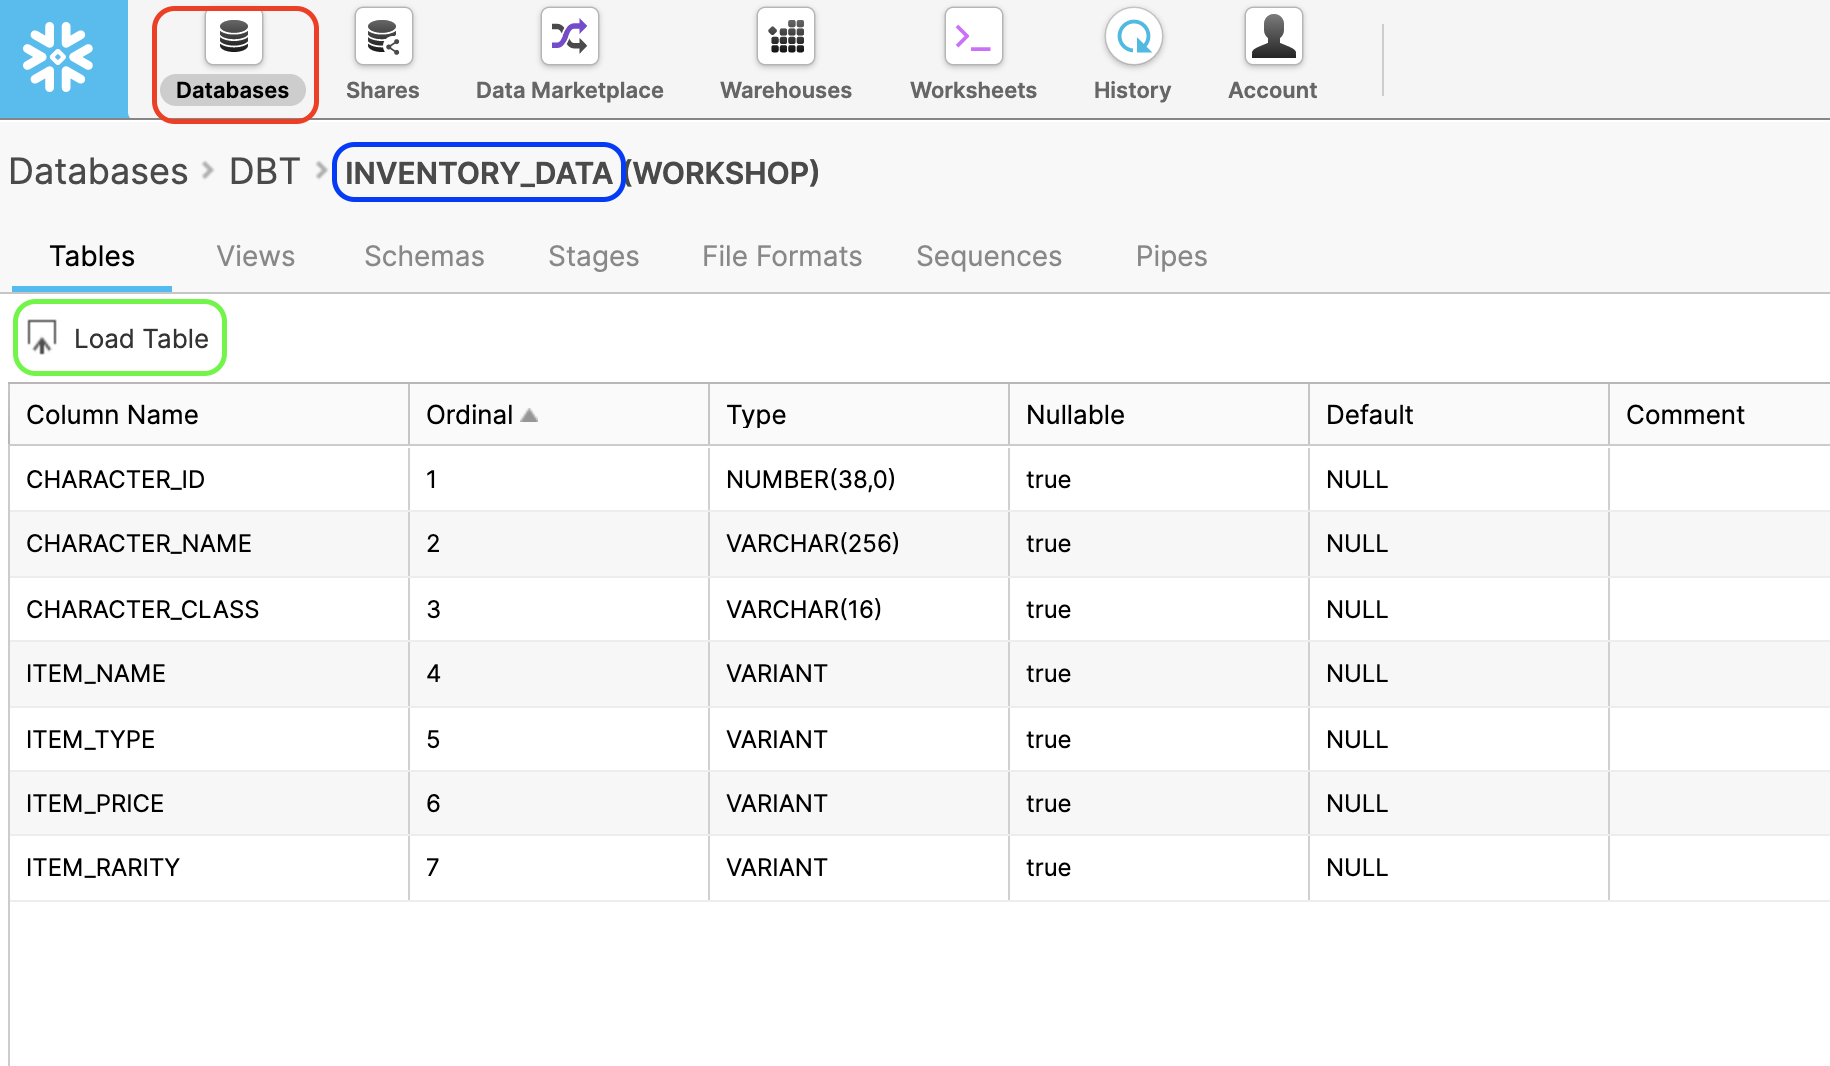 Databases Shares Data Marketplace Warehouses Worksheets History Account
Databases DBT INVENTORY_DATA (WORKSHOP)
Tables Views Schemas Stages File Formats Sequences Pipes
Load Table
Column Name Ordinal Type Nullable Default Comment
CHARACTER_ID 1 NUMBER(38,0) true NULL
CHARACTER_NAME 2 VARCHAR(256) true NULL
CHARACTER_CLASS 3 VARCHAR(16) true NULL
ITEM_NAME 4 VARIANT true NULL
ITEM_TYPE 5 VARIANT true NULL
ITEM_PRICE 6 VARIANT true NULL
ITEM_RARITY 7 VARIANT true NULL